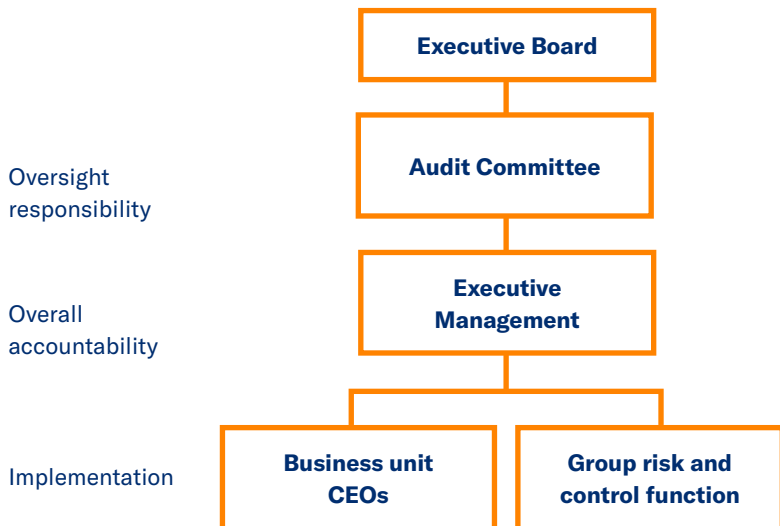 Executive Board
Oversight
responsibility
Audit Committee
Overall
accountability
Executive
Management
Implementation
Business unit
CEOs
Group risk and
control function